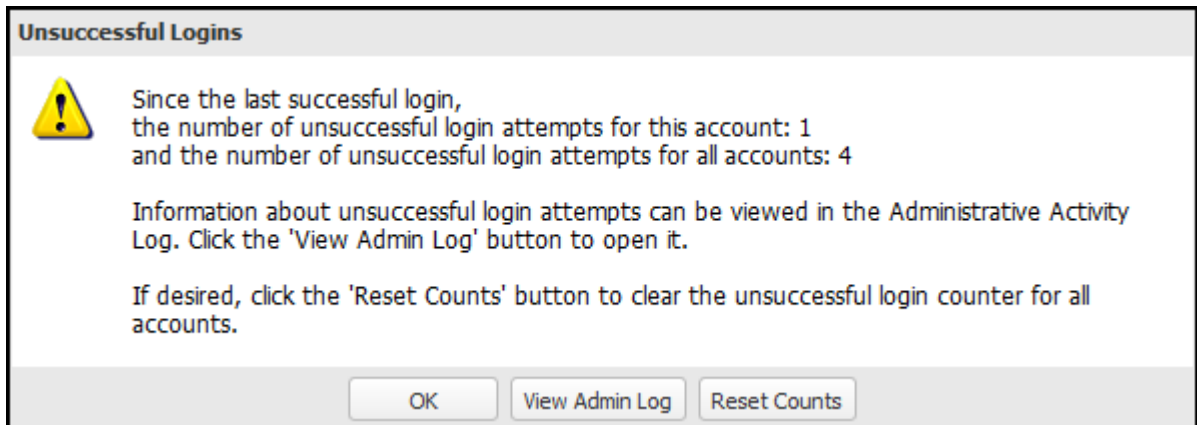 Unsuccessful Logins
Since the last successful login,
the number of unsuccessful login attempts for this account: 1
and the number of unsuccessful login attempts for all accounts: 4
Information about unsuccessful login attempts can be viewed in the Administrative Activity
Log. Click the 'View Admin Log' button to open it.
If desired, click the 'Reset Counts' button to clear the unsuccessful login counter for all
accounts.
OK View Admin Log Reset Counts